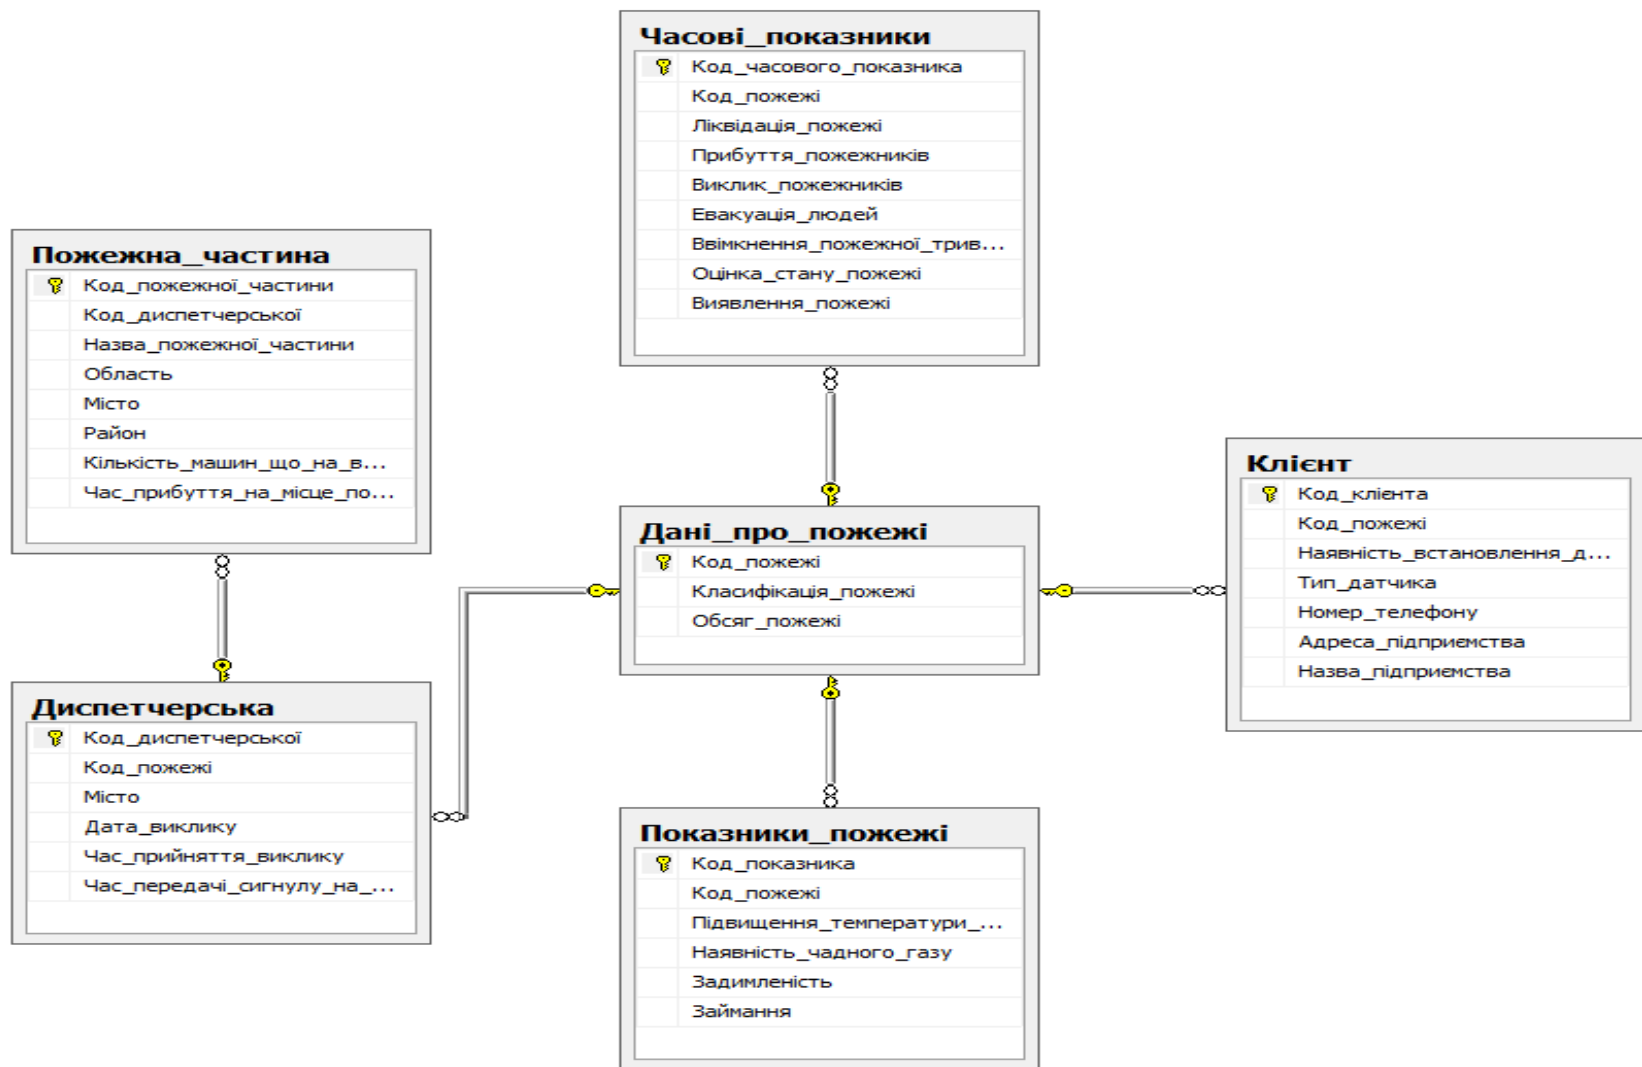 Часові_показники
Код_часового_показника
Код_пожежі
Ліквідація_пожежі
Прибуття_пожежників
Виклик_пожежників
Евакуація_людей
Ввімкнення_пожежної_трив...
Оцінка_стану_пожежі
Виявлення_пожежі
Пожежна_частина
Код_пожежної_частини
Код_диспетчерської
Назва_пожежної_частини
Область
Місто
Район
Кількість_машин_що_на_в...
Час_прибуття_на_місце_по...
Дані_про_пожежі
Код_пожежі
Класифікація_пожежі
Обсяг_пожежі
Клієнт
Код_клієнта
Код_пожежі
Наявність_встановлення_д...
Тип_датчика
Номер_телефону
Адреса_підприємства
Назва_підприємства
Диспетчерська
Код_диспетчерської
Код_пожежі
Місто
Дата_виклику
Час_прийняття_виклику
Час_передачі_сигнулу_на_...
Показники_пожежі
Код_показника
Код_пожежі
Підвищення_температури_...
Наявність_чадного_газу
Задимленість
Займання